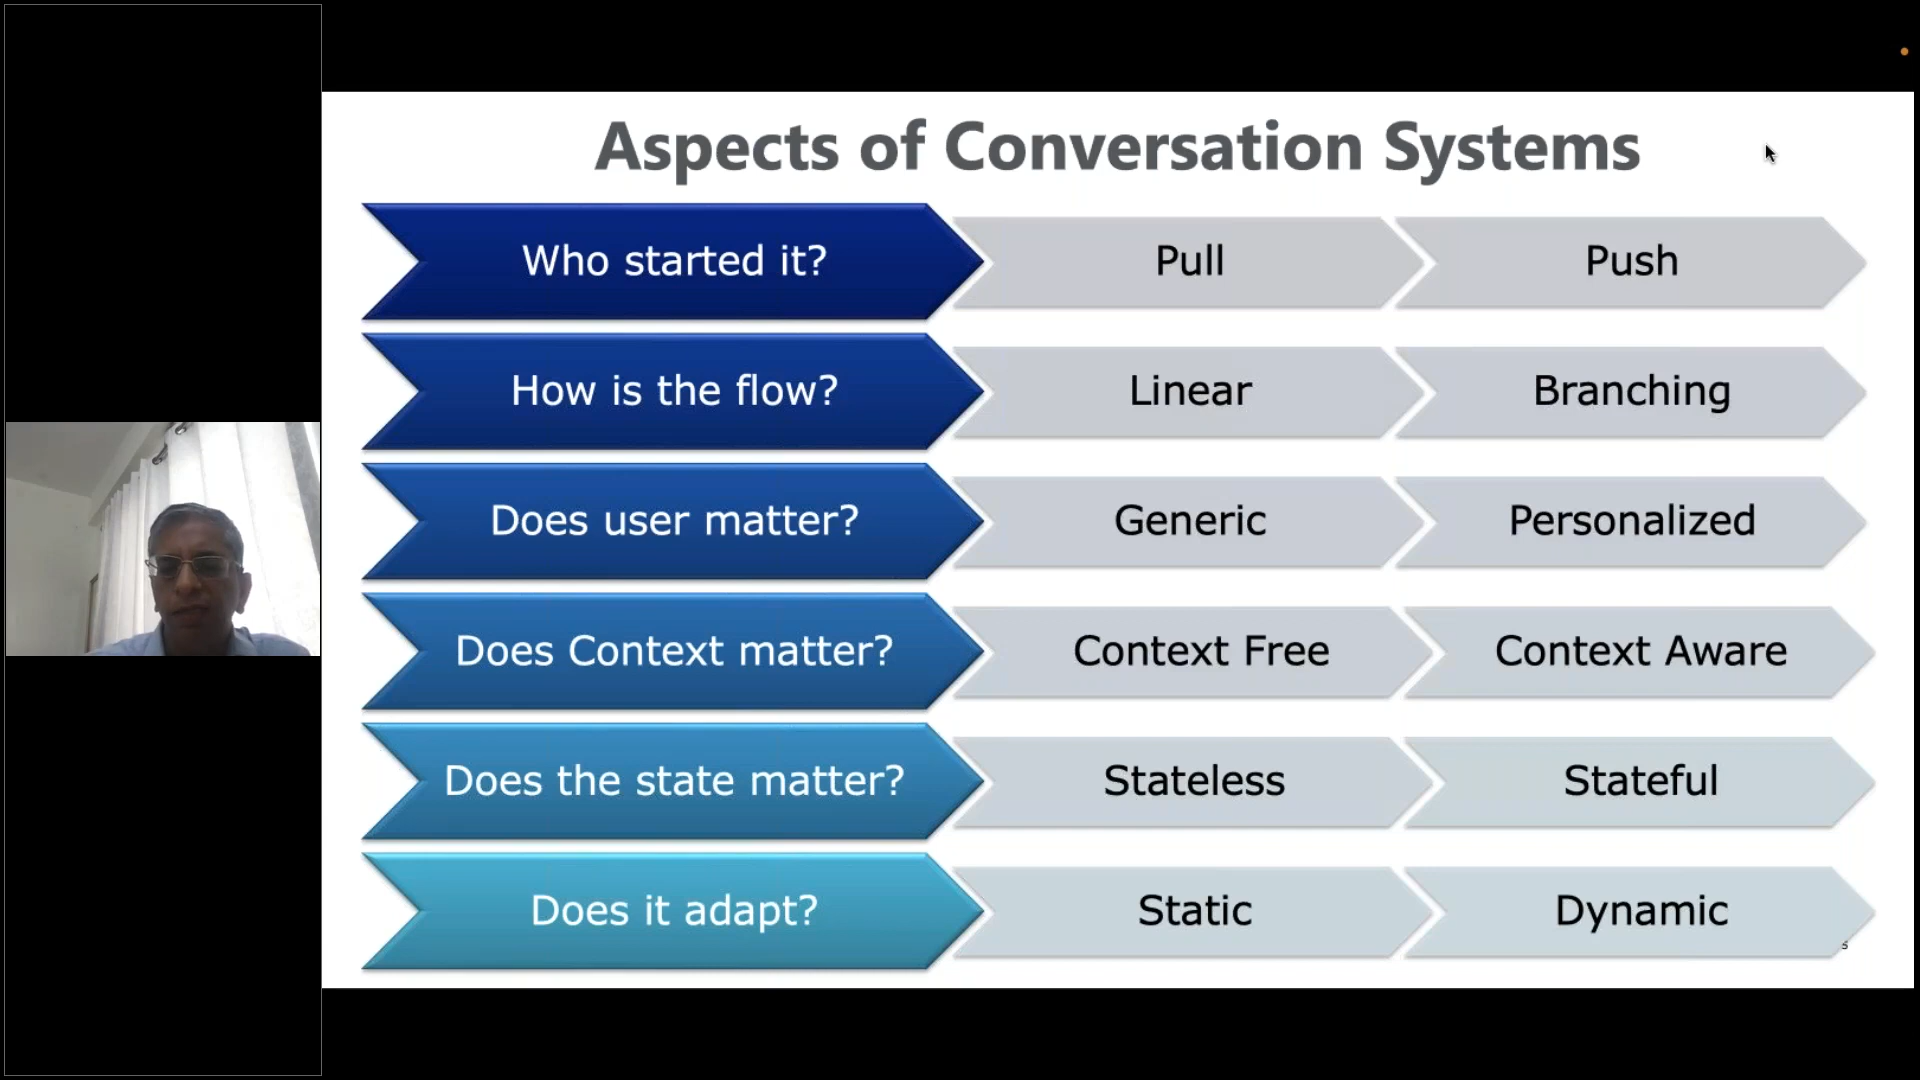 Aspects of Conversation Systems
Who started it? Pull Push
How is the flow? Linear Branching
Does user matter? Generic Personalized
Does Context matter? Context Free Context Aware
Does the state matter? Stateless Stateful
Does it adapt? Static Dynamic